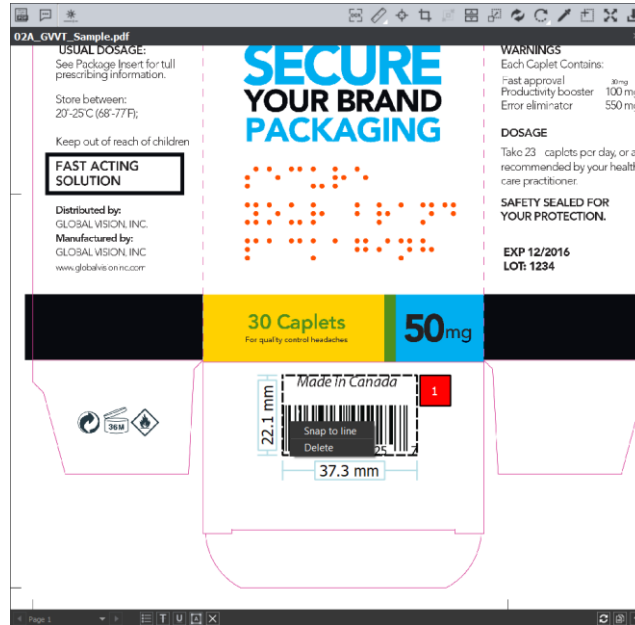 02A_GVVT_Sample.pdf
USUAL DOSAGE:
See Package Insert for full
prescribing information.
Store between:
20°-25°C (68°-77°F);
Keep out of reach of children
FAST ACTING
SOLUTION
Distributed by:
GLOBAL VISION, INC.
Manufactured by:
GLOBAL VISION, INC
www.globalvisioninc.com
SECURE
YOUR BRAND
PACKAGING
WARNINGS
Each Caplet Contains:
Fast approval 30mg
Productivity booster 100 mg
Error eliminator 550 mg
DOSAGE
Take 23 caplets per day, or a
recommended by your health
care practitioner.
SAFETY SEALED FOR
YOUR PROTECTION.
EXP 12/2016
LOT: 1234
30 Caplets
For quality control headaches
50mg
36M
Made in Canada
1
22.1 mm
Snap to line
Delete
25 7
37.3 mm
Page 1